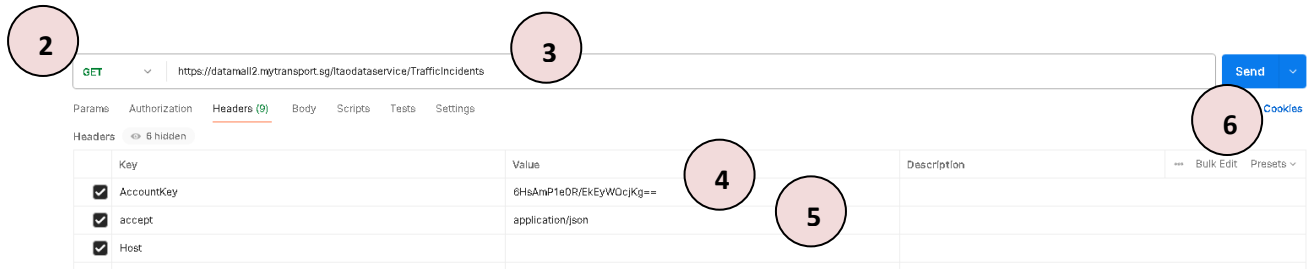 2
3
GET https://datamall2.mytransport.sg/ltaodataservice/TrafficIncidents Send
Params Authorization Headers (9) Body Scripts Tests Settings Cookies
6
Headers 6 hidden
Key Value Description ••• Bulk Edit Presets
4
AccountKey 6HsAmP1e0R/EkEyWOcjKg==
5
accept application/json
Host